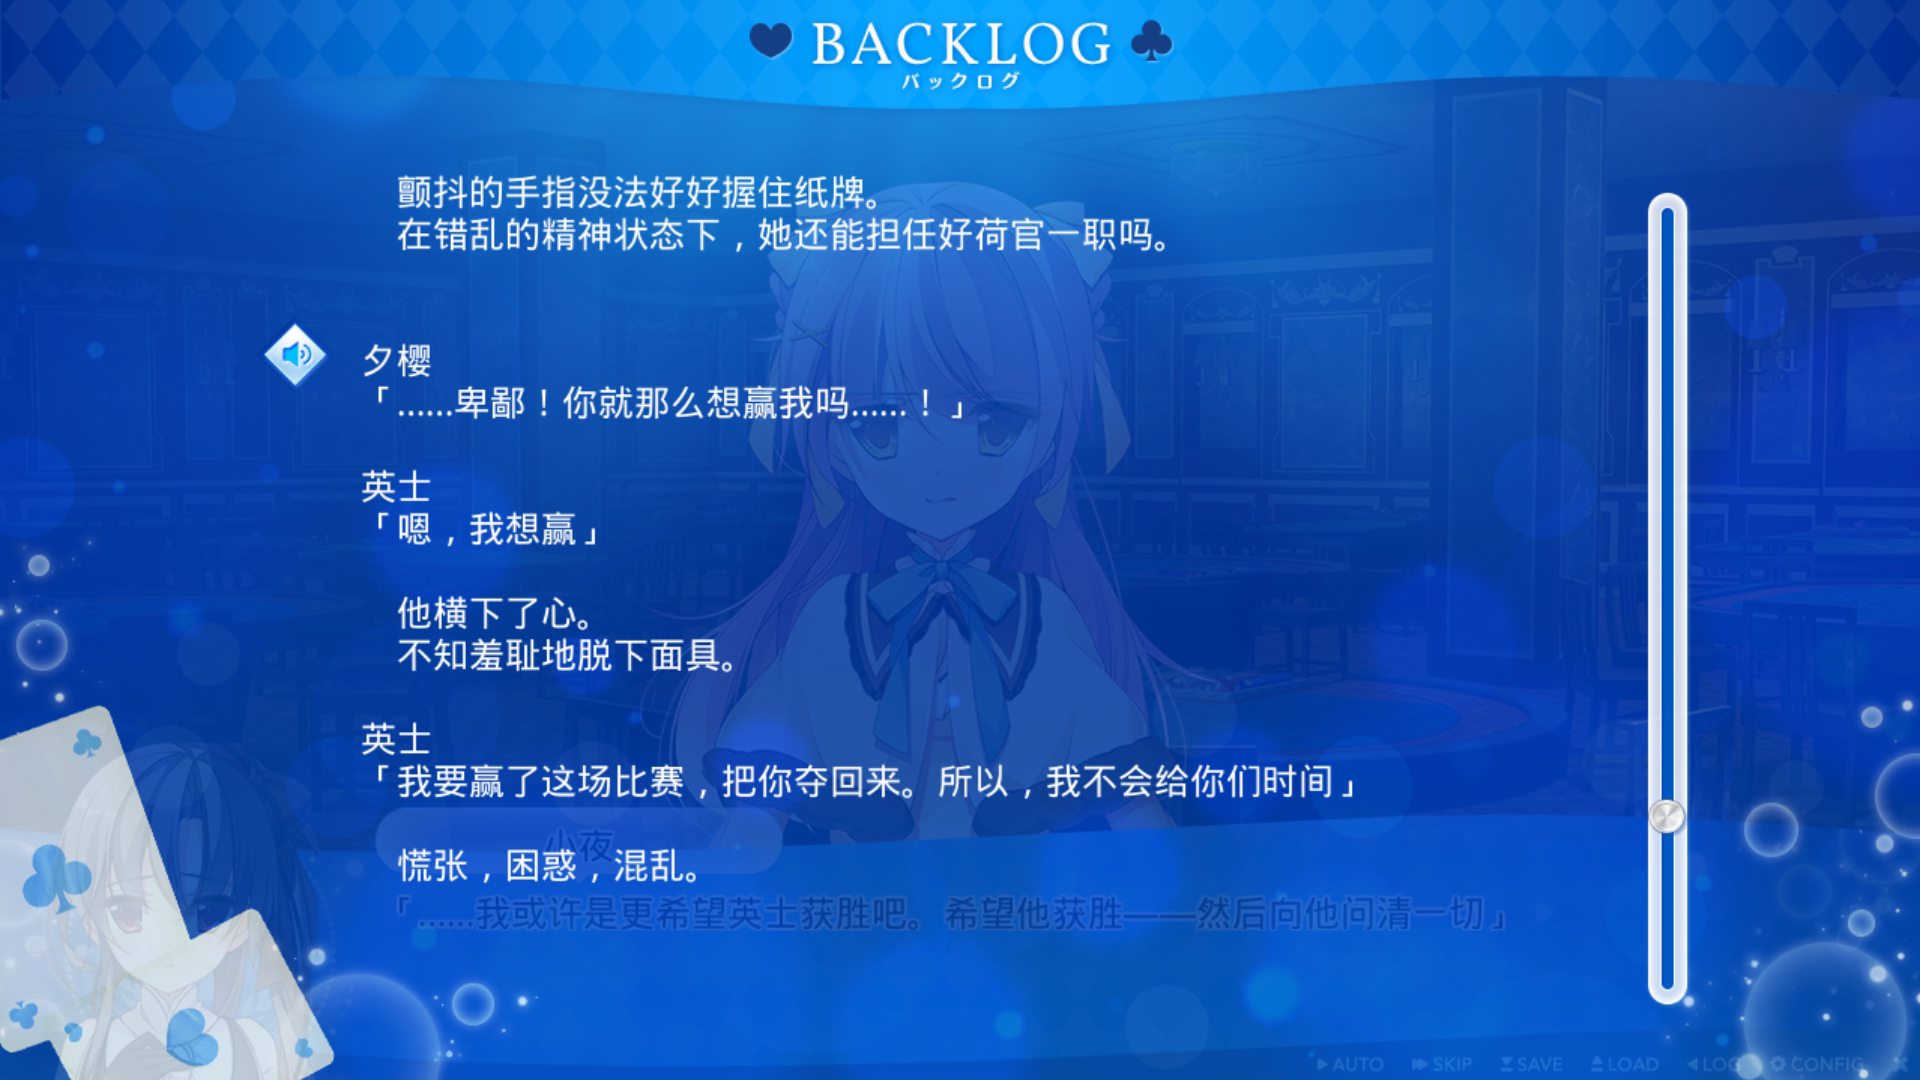 BACKLOG
バックログ
颤抖的手指没法好好握住纸牌。
在错乱的精神状态下，她还能担任好荷官一职吗。
夕樱
「……卑鄙！你就那么想赢我吗……！」
英士
「嗯，我想赢」
他横下了心。
不知羞耻地脱下面具。
英士
「我要赢了这场比赛，把你夺回来。所以，我不会给你们时间」
小夜
慌张，困惑，混乱。
「……我或许是更希望英士获胜吧。希望他获胜——然后向他问清一切」
AUTO SKIP SAVE LOAD LOG CONFIG